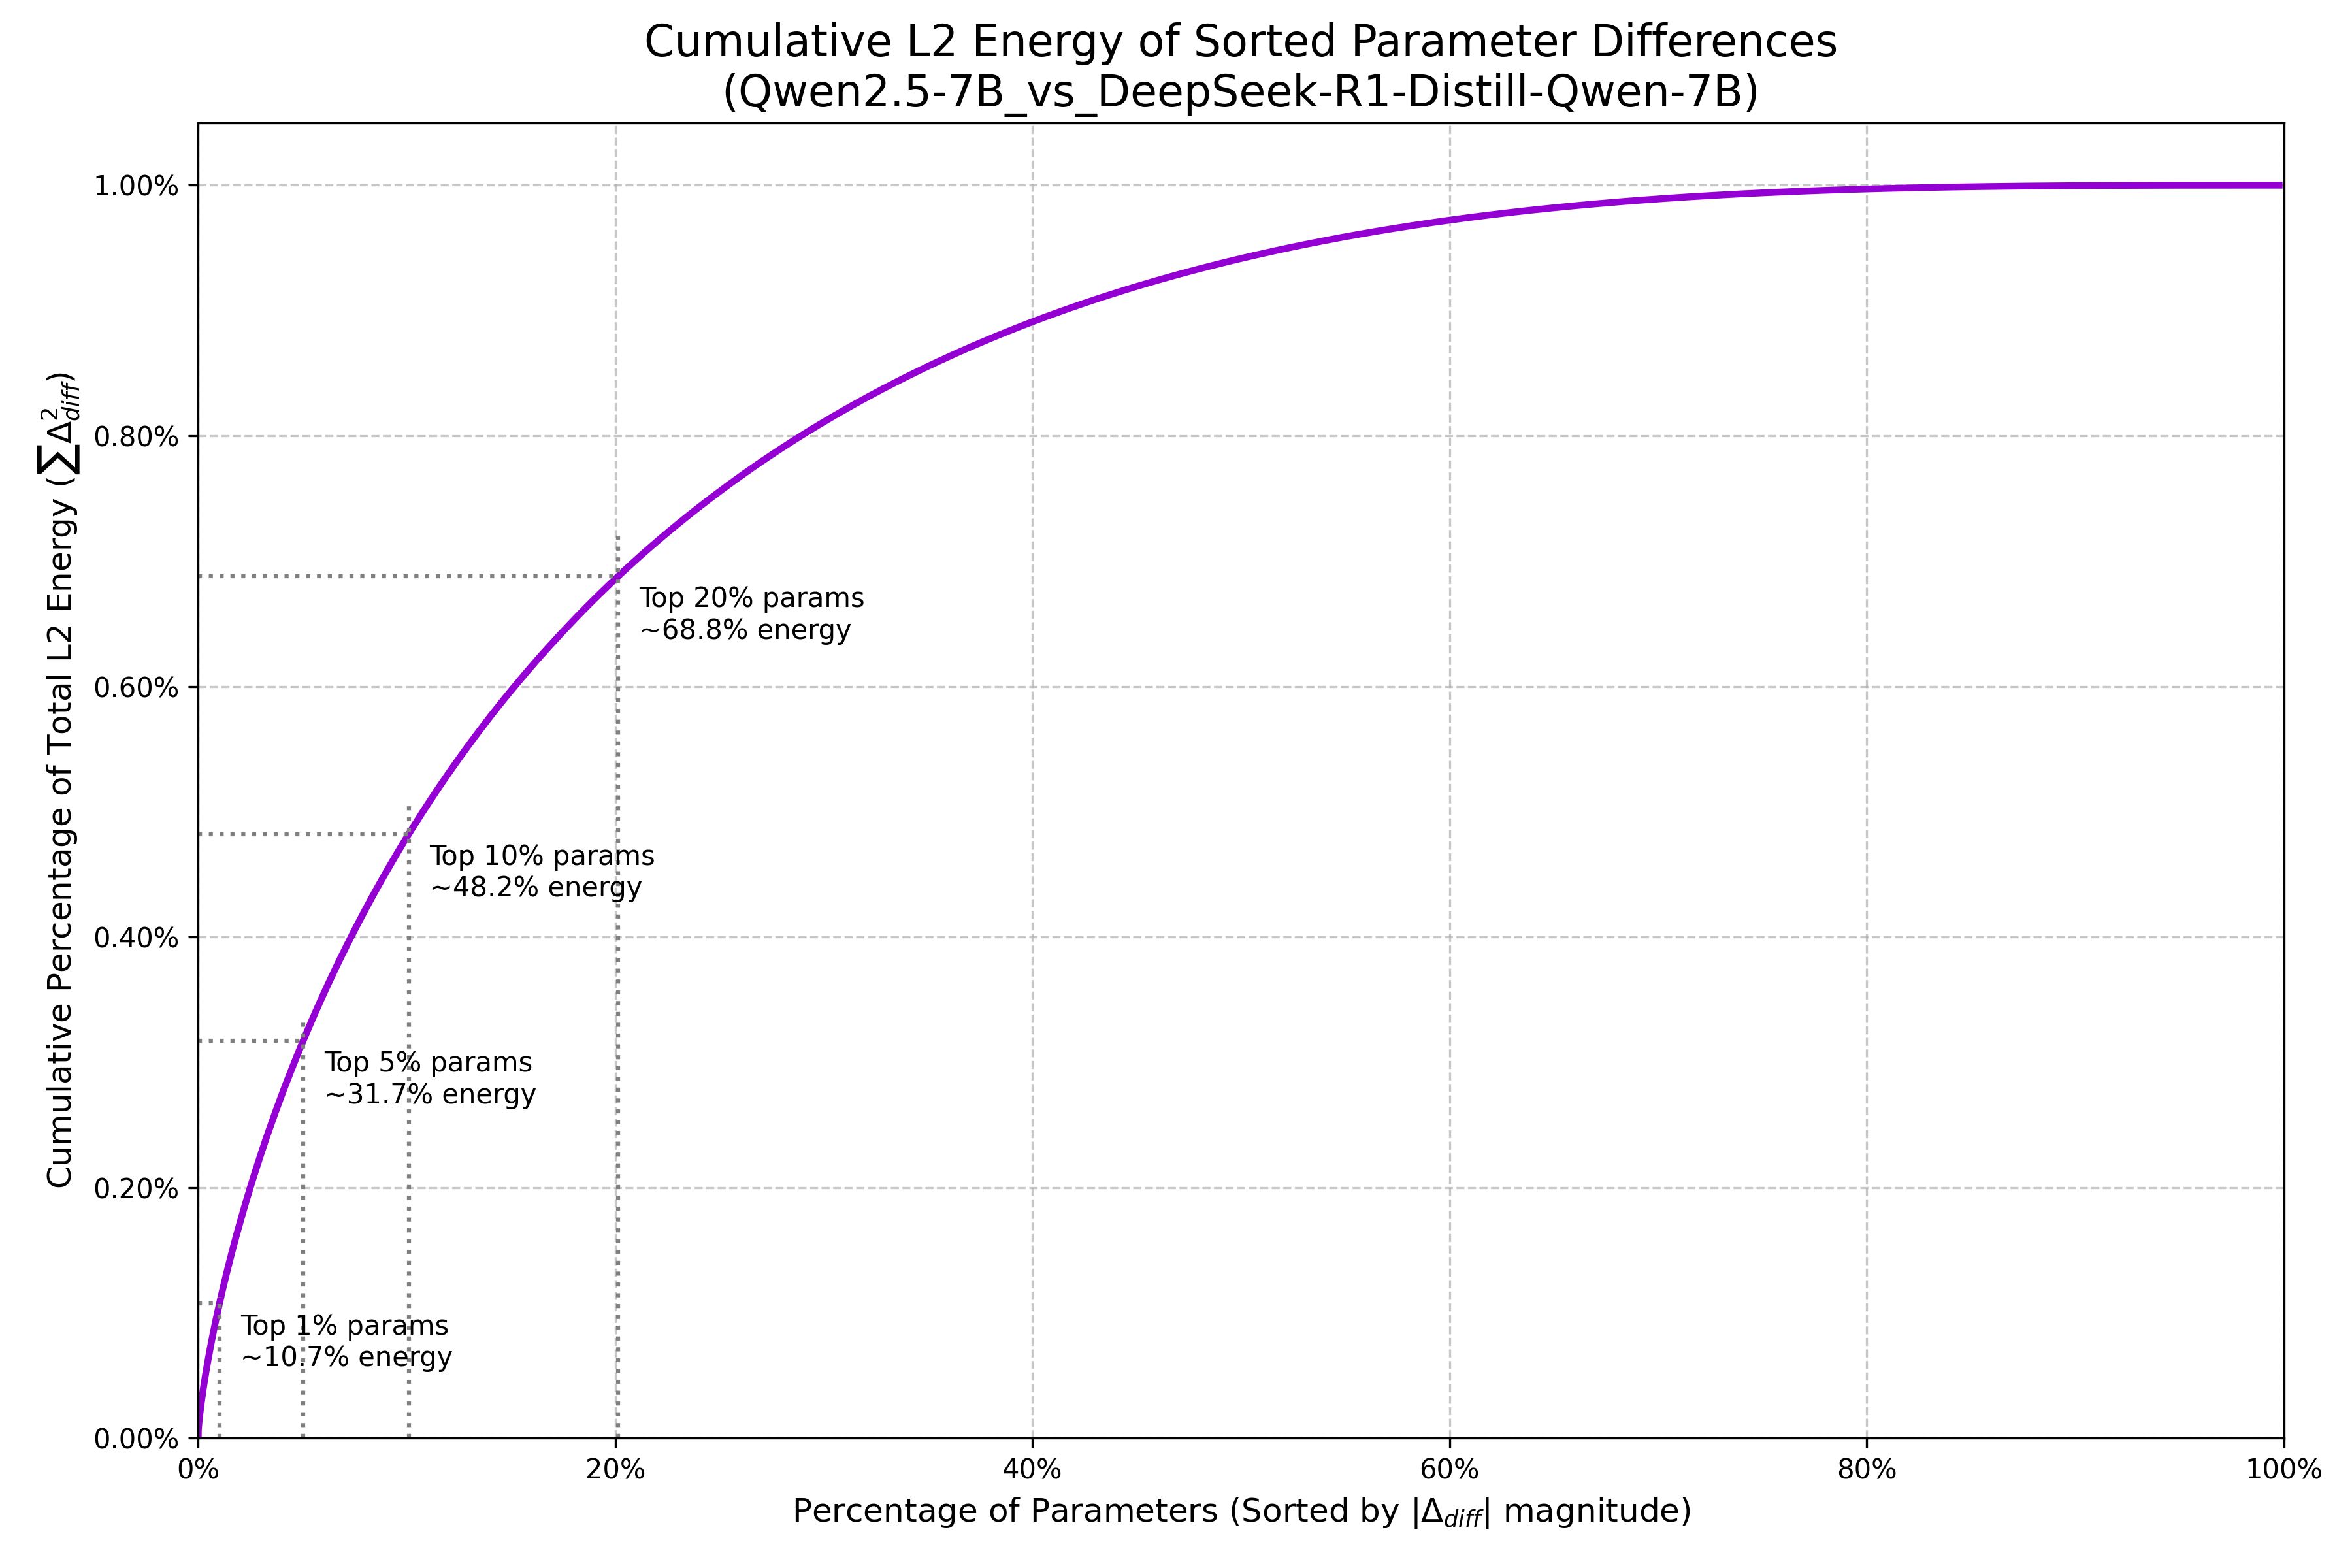 Cumulative L2 Energy of Sorted Parameter Differences
(Qwen2.5-7B_vs_DeepSeek-R1-Distill-Qwen-7B)
Cumulative Percentage of Total L2 Energy (∑Δ²_diff)
1.00%
0.80%
0.60%
0.40%
0.20%
0.00%
Top 20% params
~68.8% energy
Top 10% params
~48.2% energy
Top 5% params
~31.7% energy
Top 1% params
~10.7% energy
0%
20%
40%
60%
80%
100%
Percentage of Parameters (Sorted by |Δ_diff| magnitude)